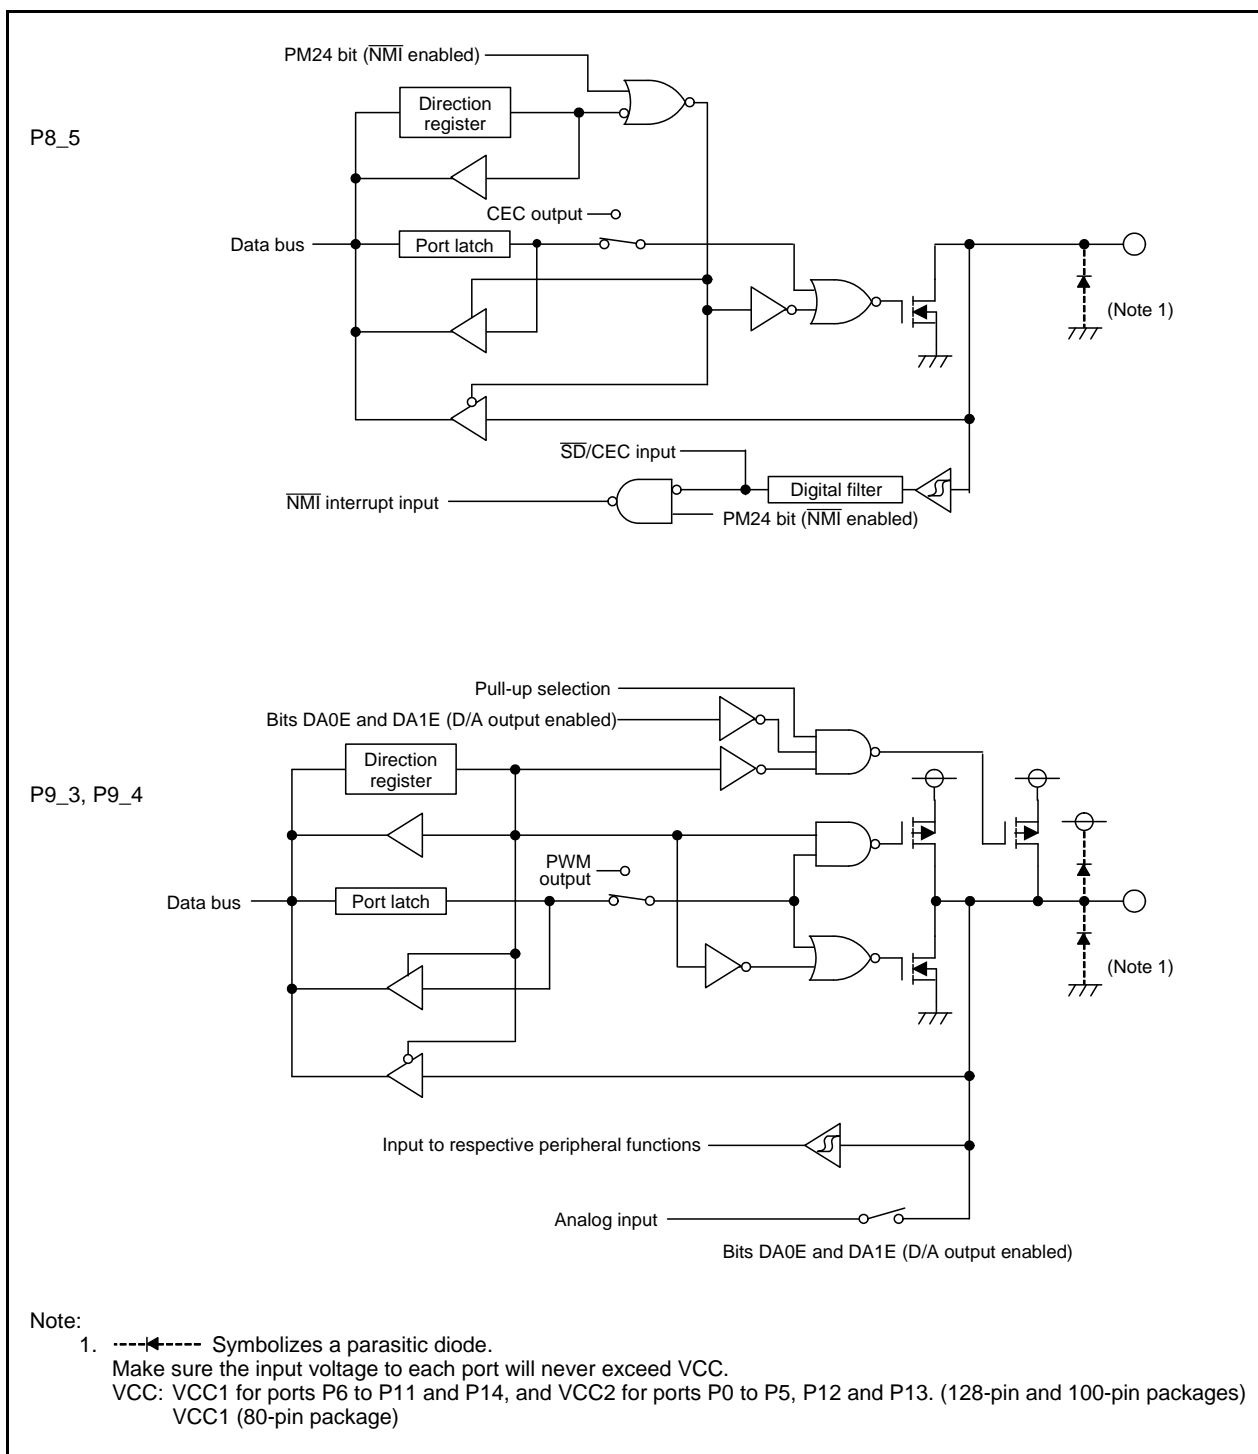 PM24 bit (NMI enabled)
Direction
register
P8_5
CEC output
Data bus
Port latch
(Note 1)
SD/CEC input
Digital filter
NMI interrupt input
PM24 bit (NMI enabled)
Pull-up selection
Bits DA0E and DA1E (D/A output enabled)
Direction
register
P9_3, P9_4
PWM
output
Data bus
Port latch
(Note 1)
Input to respective peripheral functions
Analog input
Bits DA0E and DA1E (D/A output enabled)
Note:
1. Symbolizes a parasitic diode.
Make sure the input voltage to each port will never exceed VCC.
VCC: VCC1 for ports P6 to P11 and P14, and VCC2 for ports P0 to P5, P12 and P13. (128-pin and 100-pin packages)
VCC1 (80-pin package)